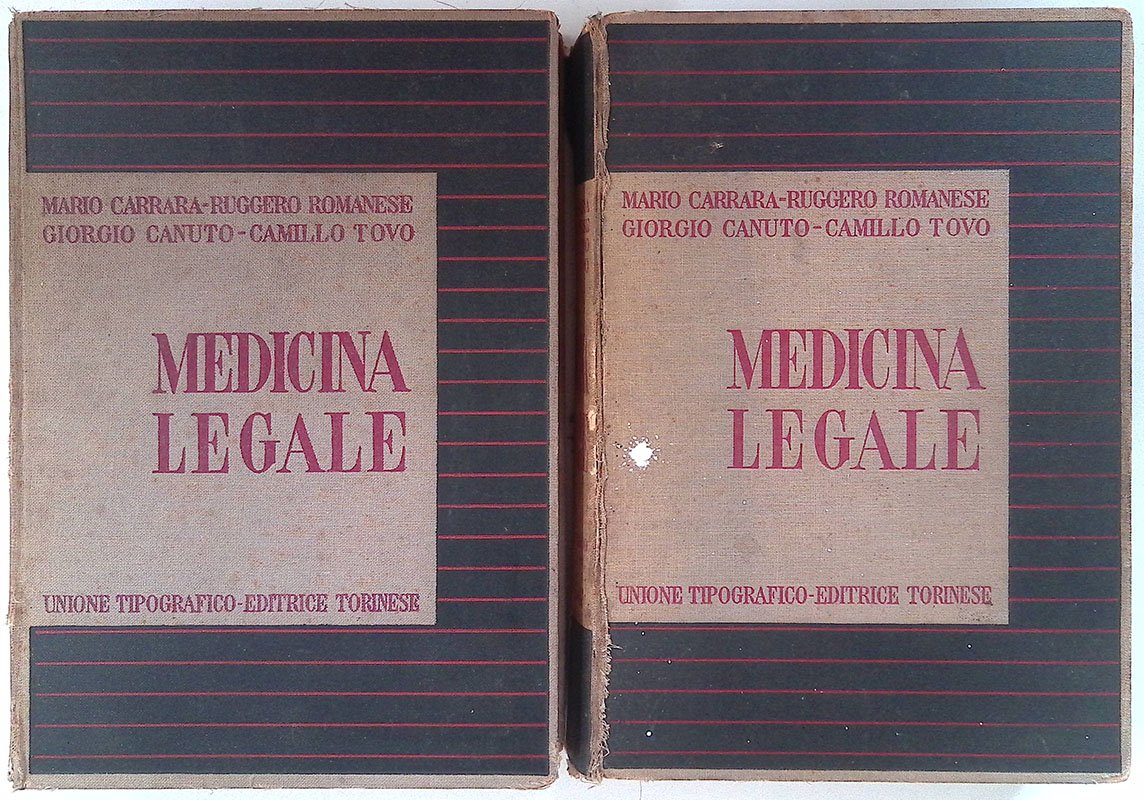 MARIO CARRARA-RUGGERO ROMANESE
GIORGIO CANUTO-CAMILLO TOVO
MEDICINA
LEGALE
UNIONE TIPOGRAFICO-EDITRICE TORINESE
MARIO CARRARA-RUGGERO ROMANESE
GIORGIO CANUTO-CAMILLO TOVO
MEDICINA
LEGALE
UNIONE TIPOGRAFICO-EDITRICE TORINESE